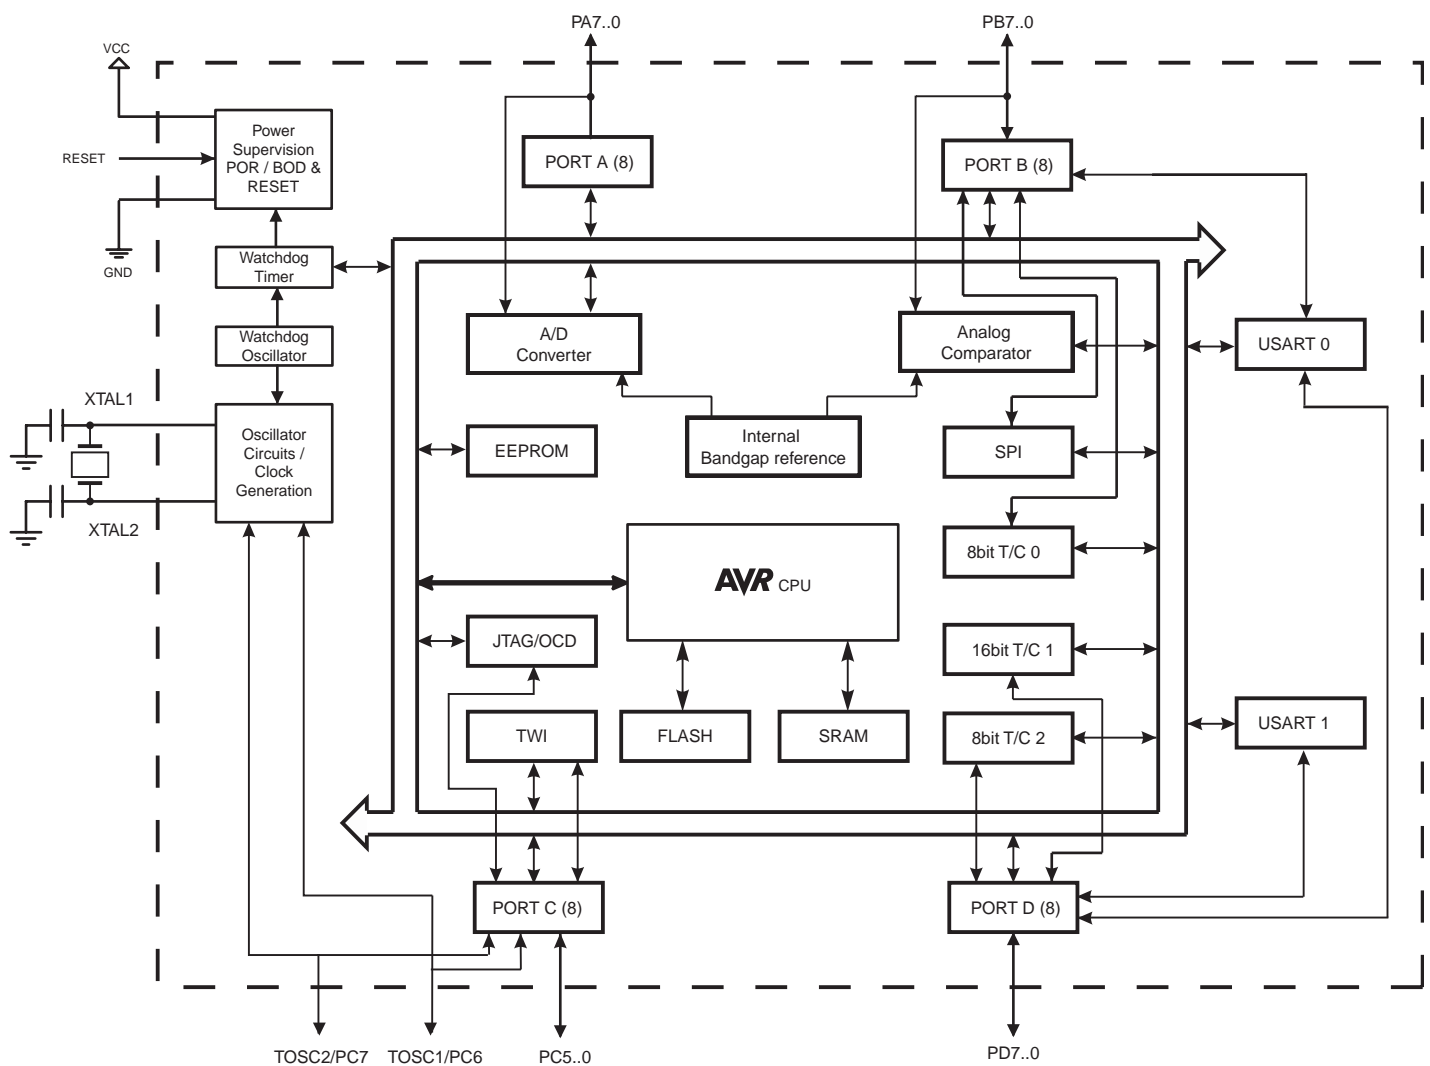 PA7..0
PB7..0
VCC
RESET
GND
Power
Supervision
POR / BOD &
RESET
PORT A (8)
PORT B (8)
Watchdog
Timer
Watchdog
Oscillator
A/D
Converter
Analog
Comparator
USART 0
XTAL1
XTAL2
Oscillator
Circuits /
Clock
Generation
EEPROM
Internal
Bandgap reference
SPI
8bit T/C 0
AVR CPU
JTAG/OCD
16bit T/C 1
TWI
FLASH
SRAM
8bit T/C 2
USART 1
PORT C (8)
PORT D (8)
TOSC2/PC7
TOSC1/PC6
PC5..0
PD7..0